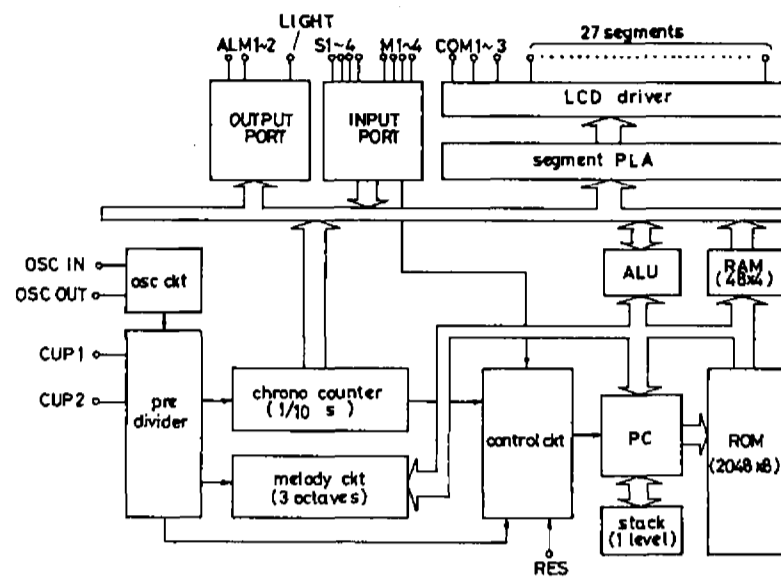 LIGHT
ALM1~2
S1~4
M1~4
COM1~3
27 segments
OUTPUT
PORT
INPUT
PORT
LCD driver
segment PLA
OSC IN
OSC OUT
osc ckt
ALU
RAM
(48x4)
CUP1
CUP2
pre
divider
chrono counter
(1/10 s)
melody ckt
(3 octaves)
control ckt
PC
ROM
(2048x8)
stack
(1 level)
RES